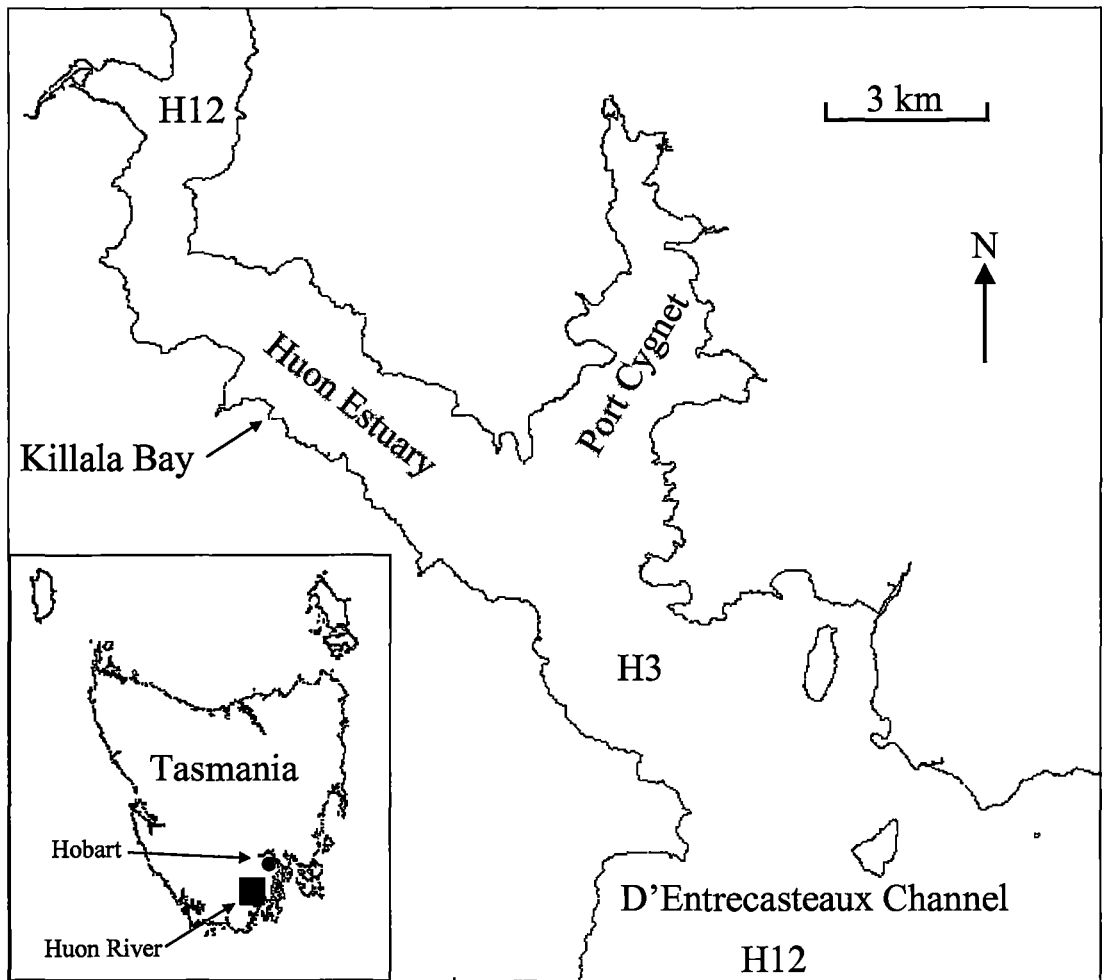 H12
3 km
N
Huon Estuary
Port Cygnet
Killala Bay
H3
Tasmania
Hobart
Huon River
D'Entrecasteaux Channel
H12